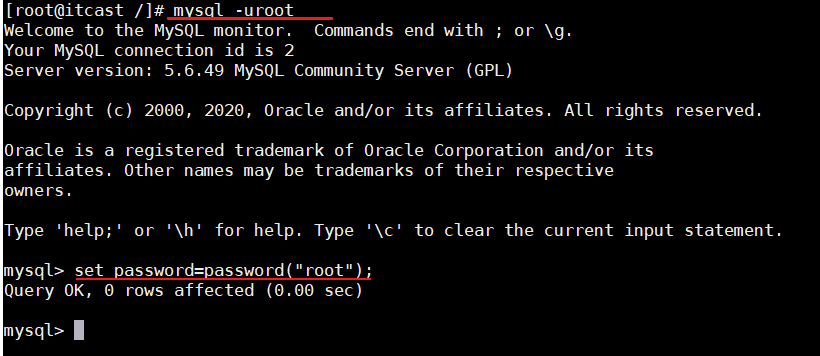 [root@itcast /]# mysql -uroot
Welcome to the MySQL monitor.  Commands end with ; or \g.
Your MySQL connection id is 2
Server version: 5.6.49 MySQL Community Server (GPL)
Copyright (c) 2000, 2020, Oracle and/or its affiliates. All rights reserved.
Oracle is a registered trademark of Oracle Corporation and/or its
affiliates. Other names may be trademarks of their respective
owners.
Type 'help;' or '\h' for help. Type '\c' to clear the current input statement.
mysql> set password=password("root");
Query OK, 0 rows affected (0.00 sec)
mysql>